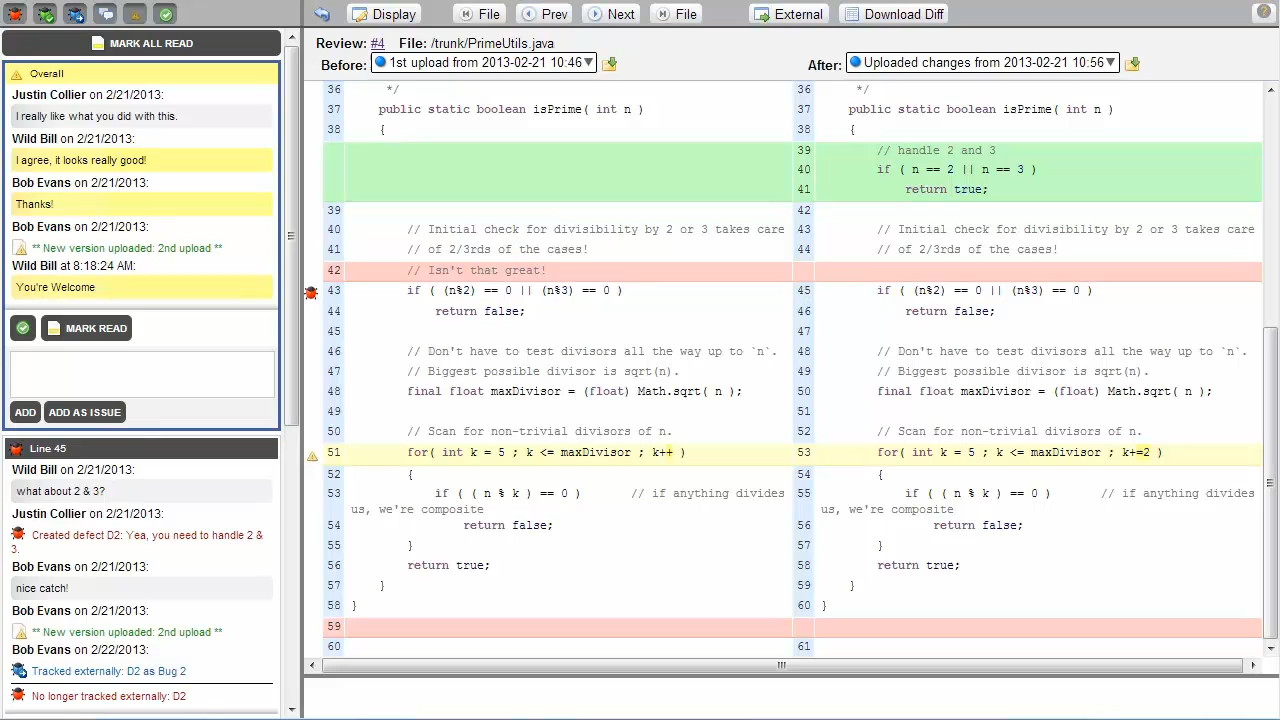 Display
File
Prev
Next
File
External
Download Diff
MARK ALL READ
Review: #4 File: /trunk/PrimeUtils.java
Before: 1st upload from 2013-02-21 10:46
After: Uploaded changes from 2013-02-21 10:56
Overall
Justin Collier on 2/21/2013:
I really like what you did with this.
Wild Bill on 2/21/2013:
I agree, it looks really good!
Bob Evans on 2/21/2013:
Thanks!
Bob Evans on 2/21/2013:
** New version uploaded: 2nd upload **
Wild Bill at 8:18:24 AM:
You're Welcome
MARK READ
ADD
ADD AS ISSUE
Line 45
Wild Bill on 2/21/2013:
what about 2 & 3?
Justin Collier on 2/21/2013:
Created defect D2: Yea, you need to handle 2 &
3.
Bob Evans on 2/21/2013:
nice catch!
Bob Evans on 2/21/2013:
** New version uploaded: 2nd upload **
Bob Evans on 2/22/2013:
Tracked externally: D2 as Bug 2
No longer tracked externally: D2
36 */
37 public static boolean isPrime( int n )
38 {
39
40 // Initial check for divisibility by 2 or 3 takes care
41 // of 2/3rds of the cases!
42 // Isn't that great!
43 if ( (n%2) == 0 || (n%3) == 0 )
44 return false;
45
46 // Don't have to test divisors all the way up to `n`.
47 // Biggest possible divisor is sqrt(n).
48 final float maxDivisor = (float) Math.sqrt( n );
49
50 // Scan for non-trivial divisors of n.
51 for( int k = 5 ; k <= maxDivisor ; k++ )
52 {
53 if ( ( n % k ) == 0 ) // if anything divides
us, we're composite
54 return false;
55 }
56 return true;
57 }
58 }
59
60
36 */
37 public static boolean isPrime( int n )
38 {
39 // handle 2 and 3
40 if ( n == 2 || n == 3 )
41 return true;
42
43 // Initial check for divisibility by 2 or 3 takes care
44 // of 2/3rds of the cases!
45 if ( (n%2) == 0 || (n%3) == 0 )
46 return false;
47
48 // Don't have to test divisors all the way up to `n`.
49 // Biggest possible divisor is sqrt(n).
50 final float maxDivisor = (float) Math.sqrt( n );
51
52 // Scan for non-trivial divisors of n.
53 for( int k = 5 ; k <= maxDivisor ; k+=2 )
54 {
55 if ( ( n % k ) == 0 ) // if anything divides
us, we're composite
56 return false;
57 }
58 return true;
59 }
60 }
61